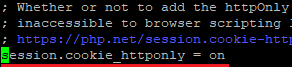 ; Whether or not to add the httpOnly
; inaccessible to browser scripting
; https://php.net/session.cookie-htt
session.cookie_httponly = on